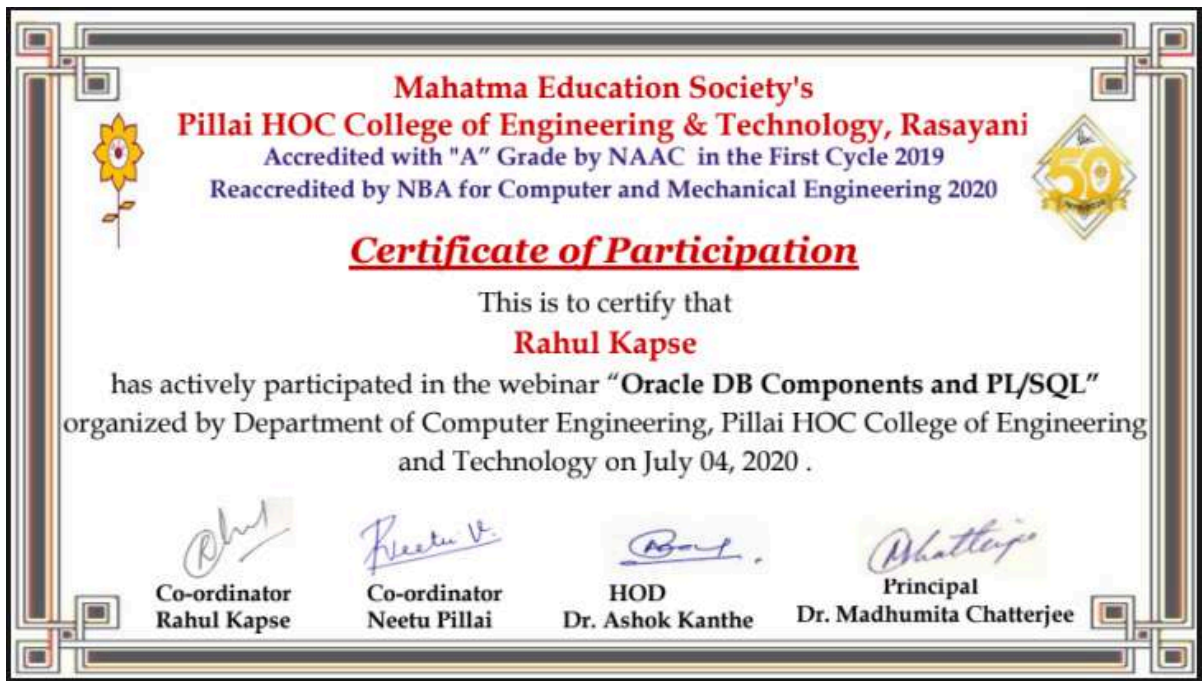 Mahatma Education Society's
Pillai HOC College of Engineering & Technology, Rasayani
Accredited with "A" Grade by NAAC in the First Cycle 2019
Reaccredited by NBA for Computer and Mechanical Engineering 2020
50
Certificate of Participation
This is to certify that
Rahul Kapse
has actively participated in the webinar “Oracle DB Components and PL/SQL”
organized by Department of Computer Engineering, Pillai HOC College of Engineering
and Technology on July 04, 2020 .
Neetu V.
Co-ordinator Co-ordinator HOD Principal
Rahul Kapse Neetu Pillai Dr. Ashok Kanthe Dr. Madhumita Chatterjee